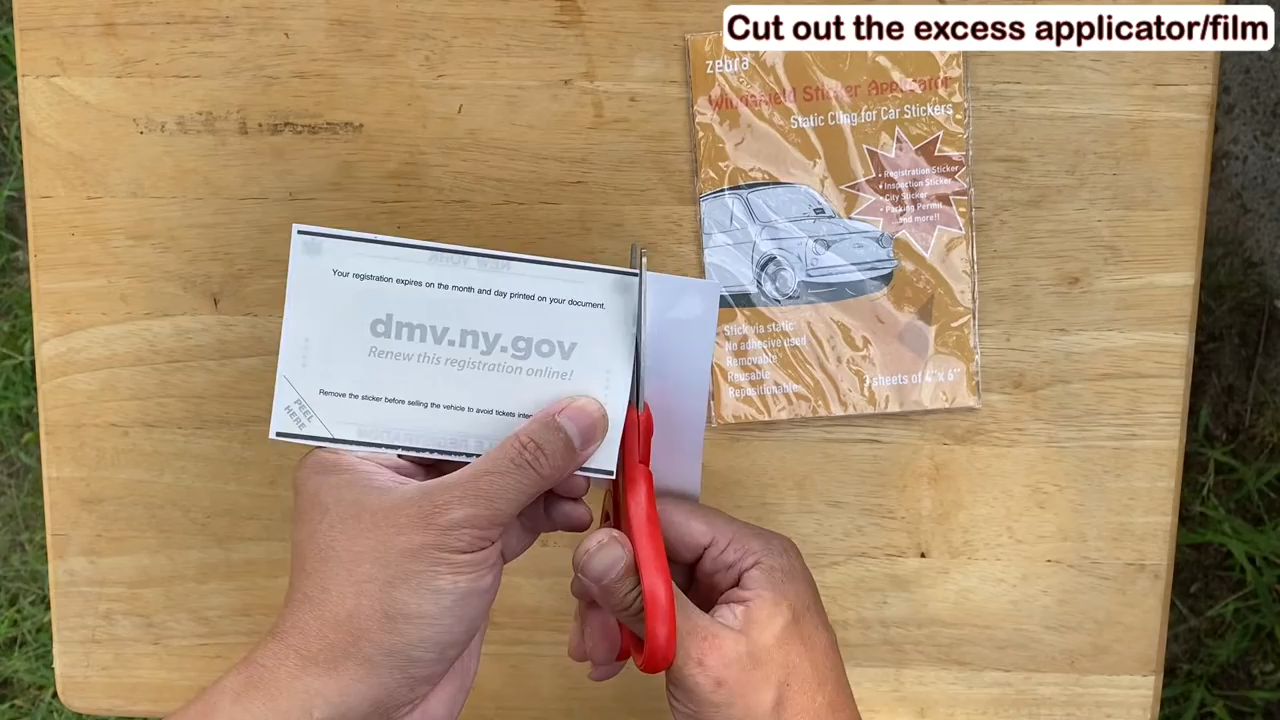 Cut out the excess applicator/film
zebra
Windshield Sticker Applicator
Static Cling for Car Stickers
• Registration Sticker
• Inspection Sticker
• City Sticker
• Parking Permit
...and more!!
Stick via static
No adhesive used
Removable
Reusable
Repositionable
3 sheets of 4" x 6"
NEW YORK
Your registration expires on the month and day printed on your document.
dmv.ny.gov
Renew this registration online!
Remove the sticker before selling the vehicle to avoid tickets
PEEL
HERE